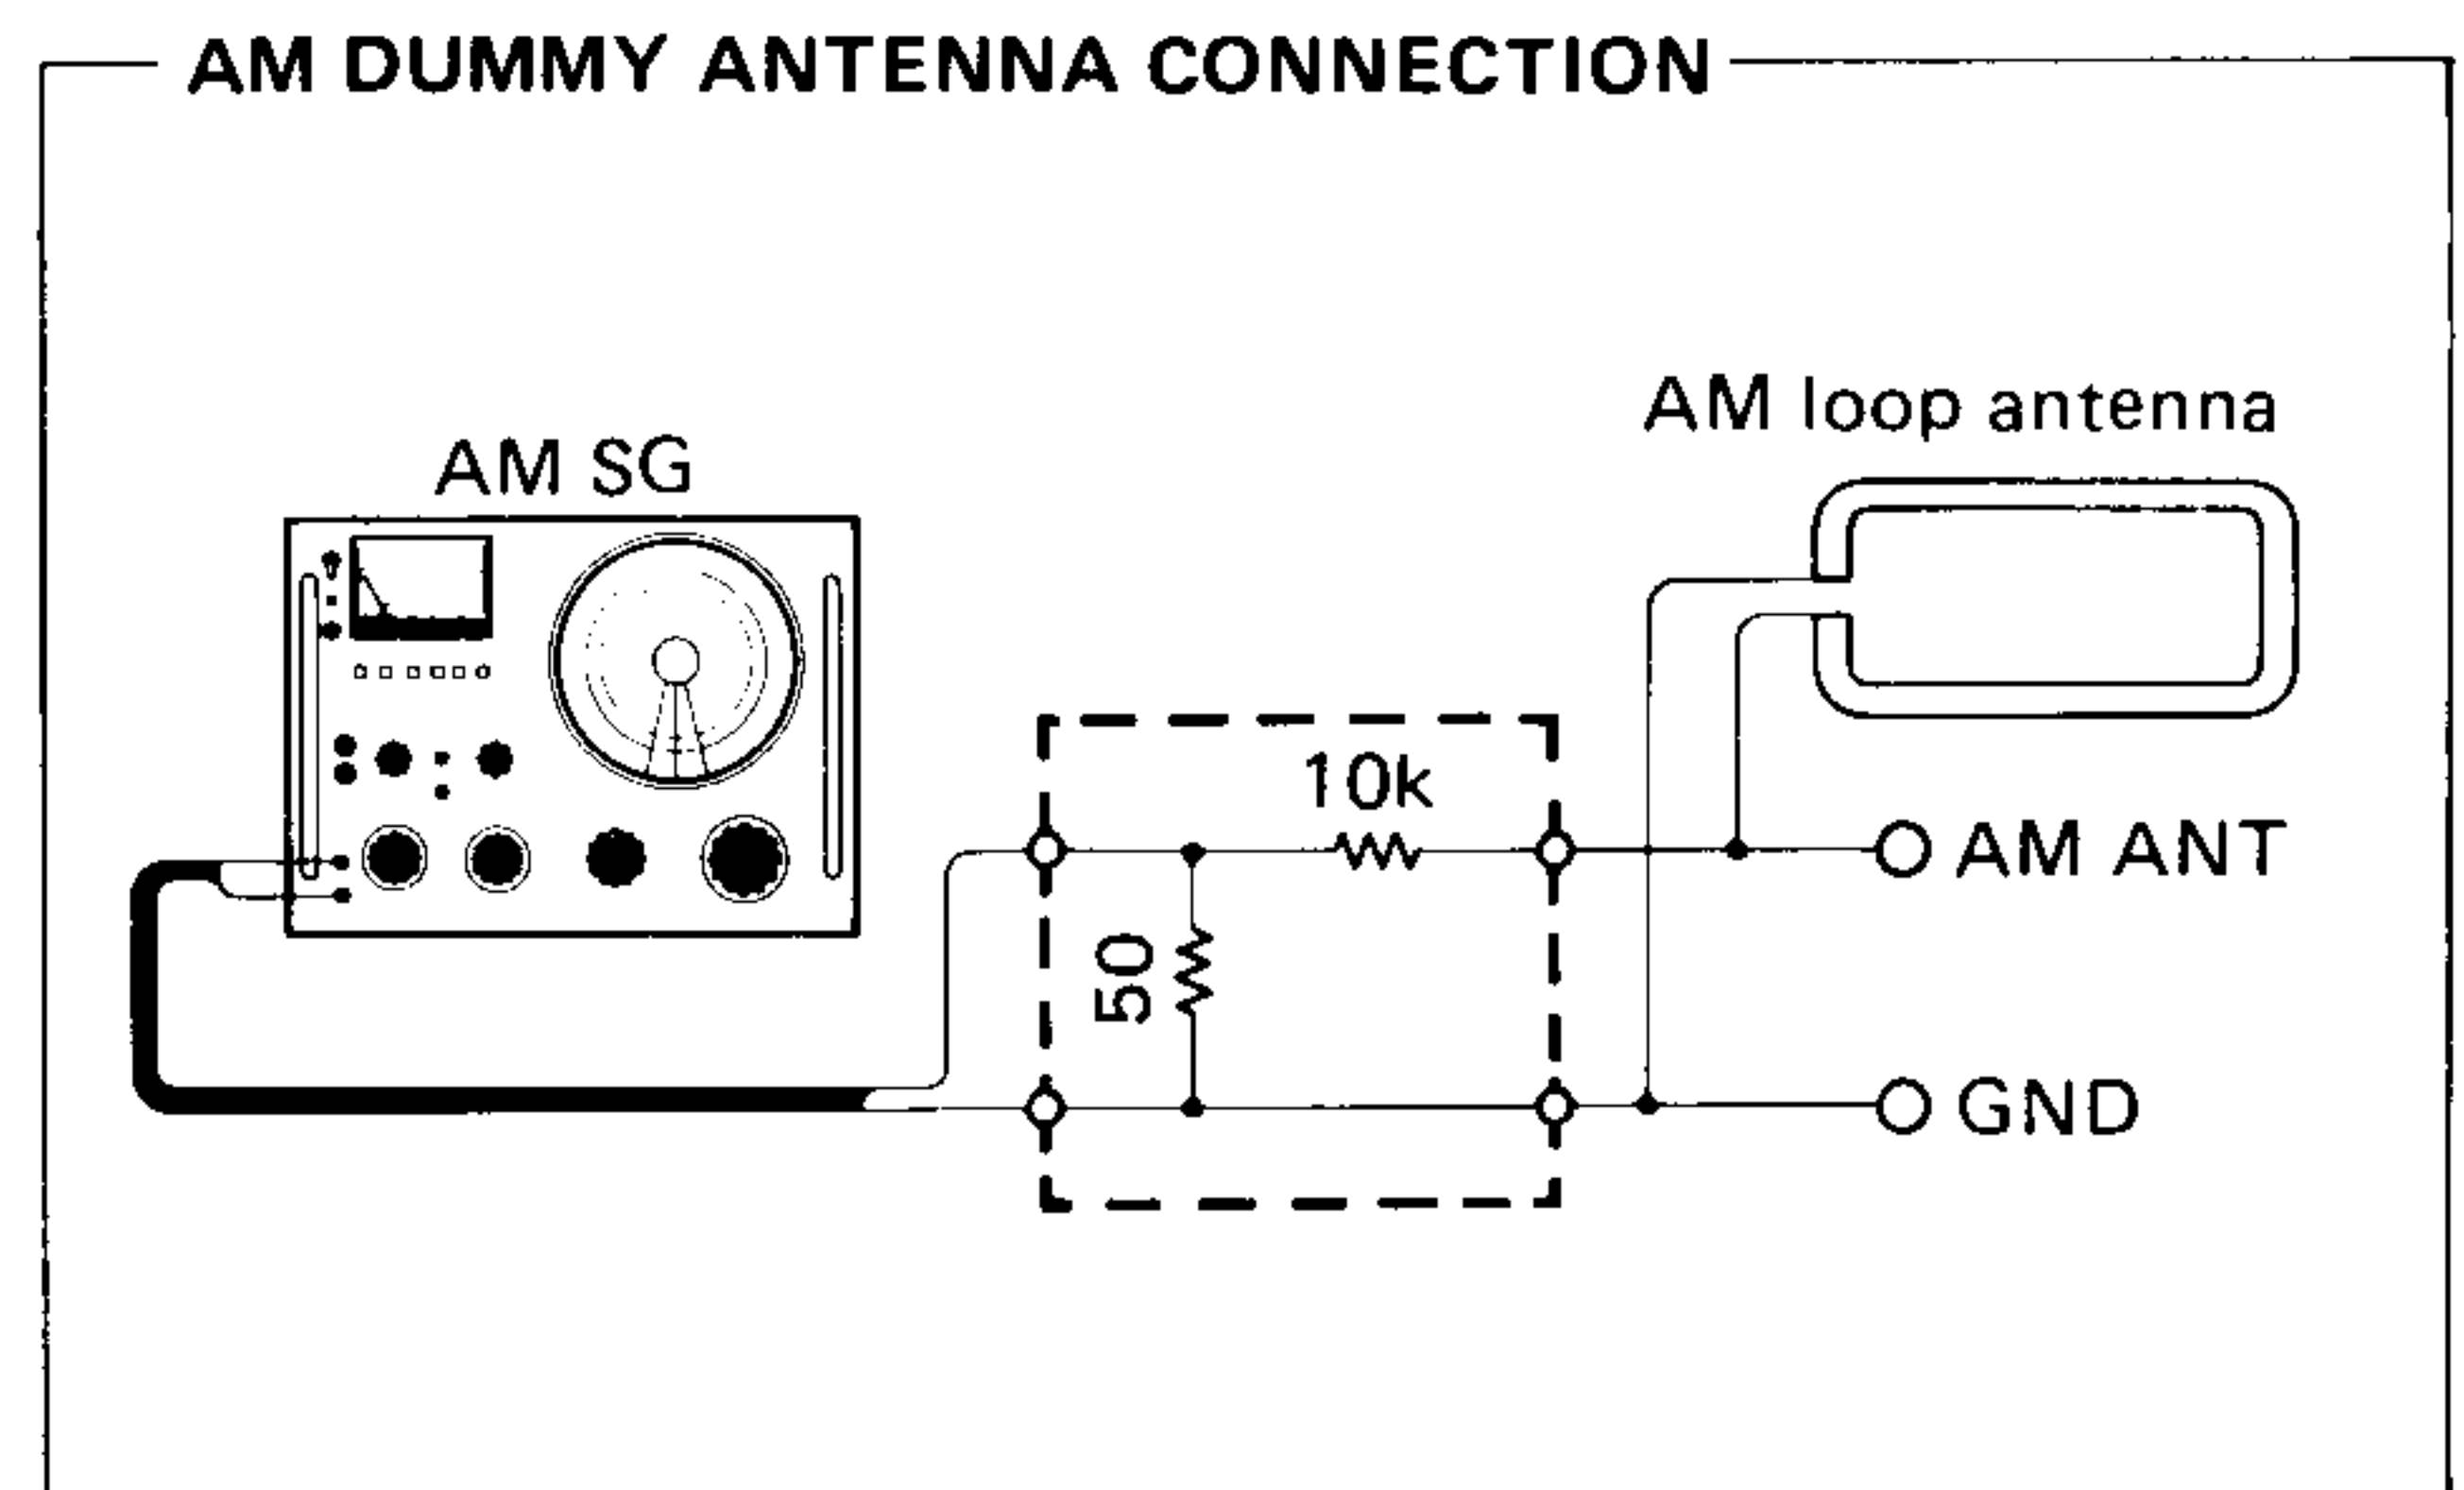 AM DUMMY ANTENNA CONNECTION
AM loop antenna
AM SG
10k
AM ANT
50
GND